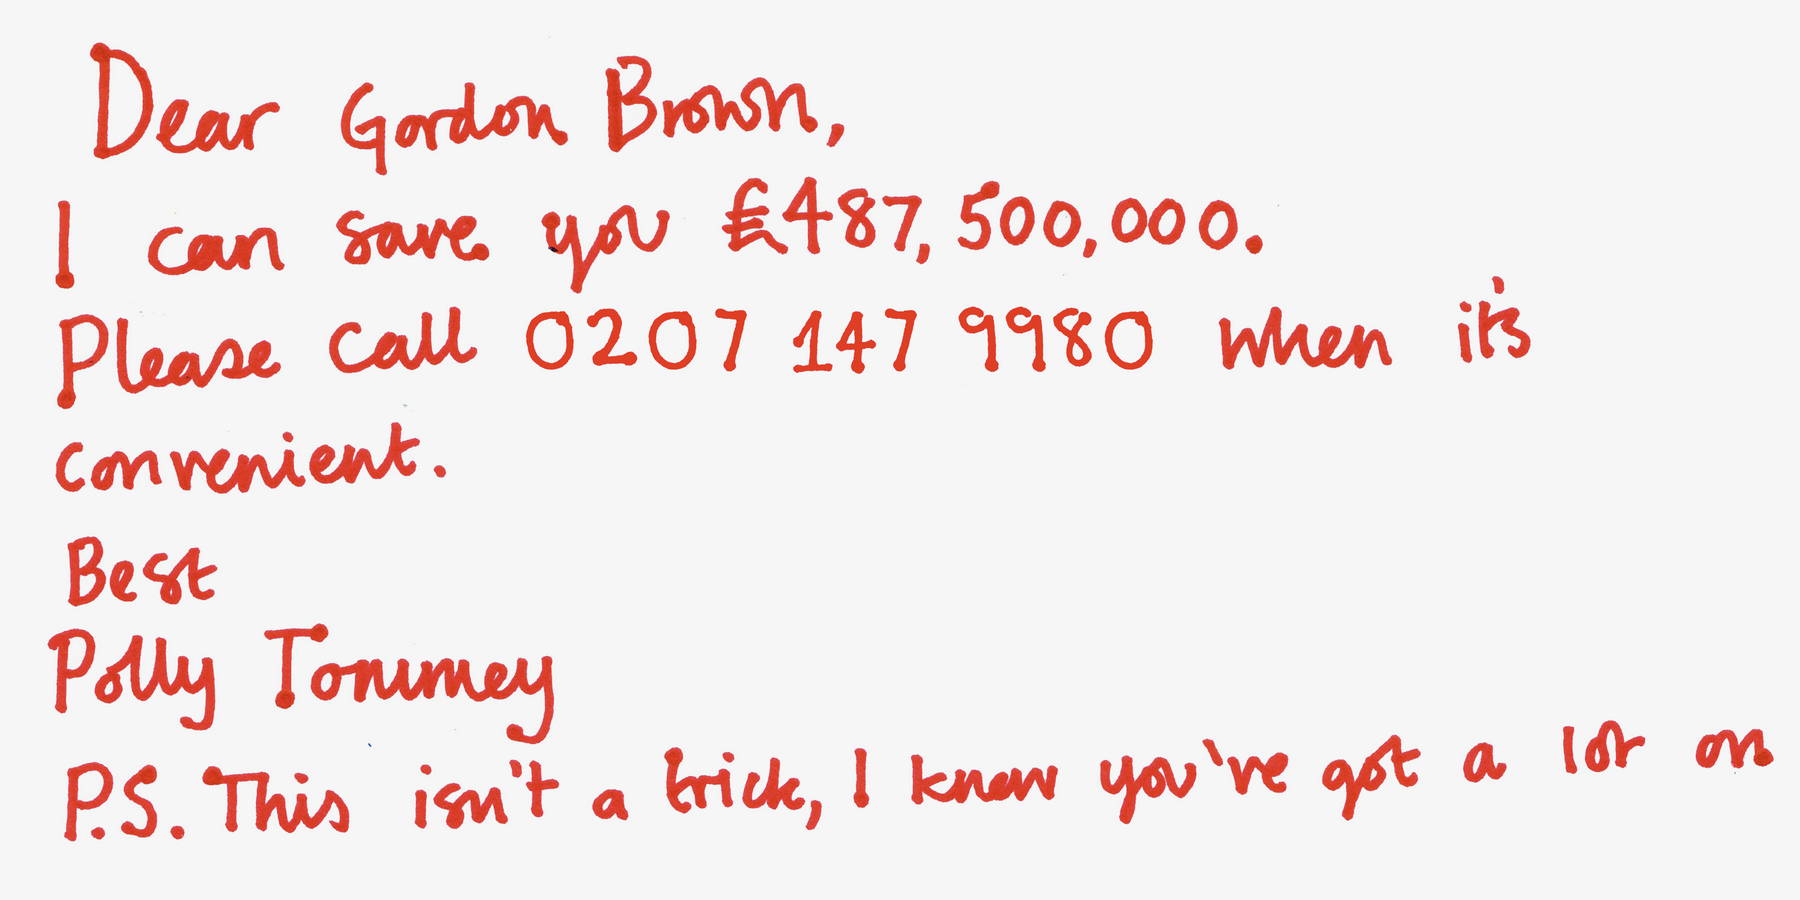 Dear Gordon Brown,
I can save you £487,500,000.
Please call 0207 147 9980 when it's
convenient.
Best
Polly Tommey
P.S. This isn't a trick, I know you've got a lot on